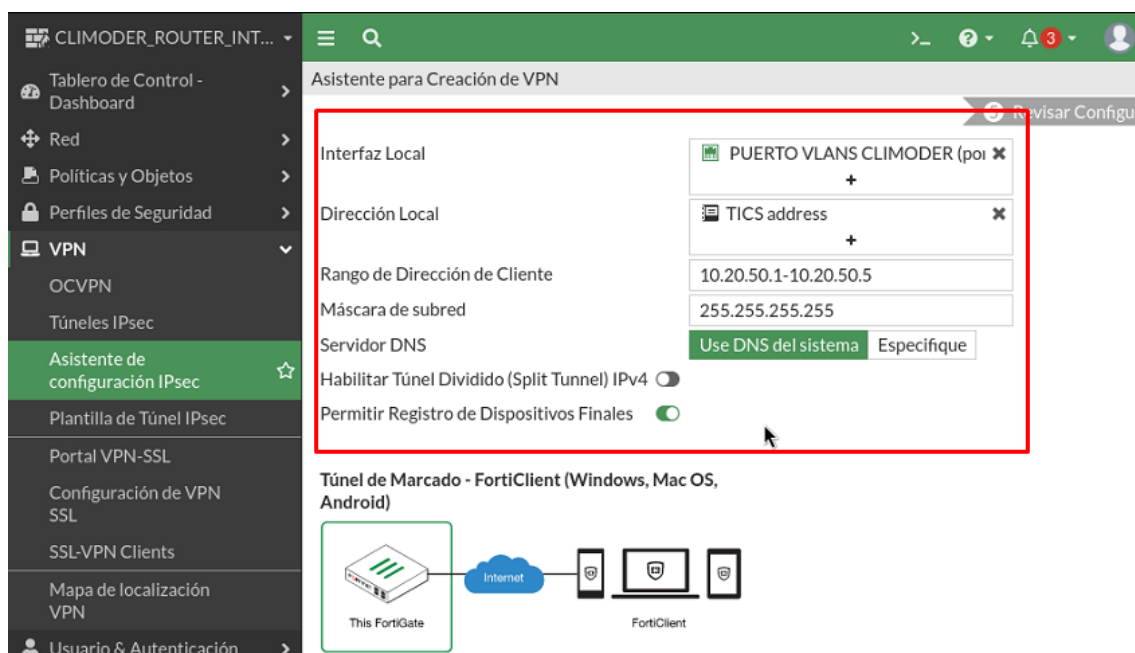 CLIMODER_ROUTER_INT...
3
Tablero de Control -
Dashboard
Red
Políticas y Objetos
Perfiles de Seguridad
VPN
OCVPN
Túneles IPsec
Asistente de
configuración IPsec
Plantilla de Túnel IPsec
Portal VPN-SSL
Configuración de VPN
SSL
SSL-VPN Clients
Mapa de localización
VPN
Usuario & Autenticación
Asistente para Creación de VPN
5 Revisar Configu
Interfaz Local
PUERTO VLANS CLIMODER (por
+
Dirección Local
TICS address
+
Rango de Dirección de Cliente
10.20.50.1-10.20.50.5
Máscara de subred
255.255.255.255
Servidor DNS
Use DNS del sistema Especifique
Habilitar Túnel Dividido (Split Tunnel) IPv4
Permitir Registro de Dispositivos Finales
Túnel de Marcado - FortiClient (Windows, Mac OS,
Android)
Internet
This FortiGate
FortiClient